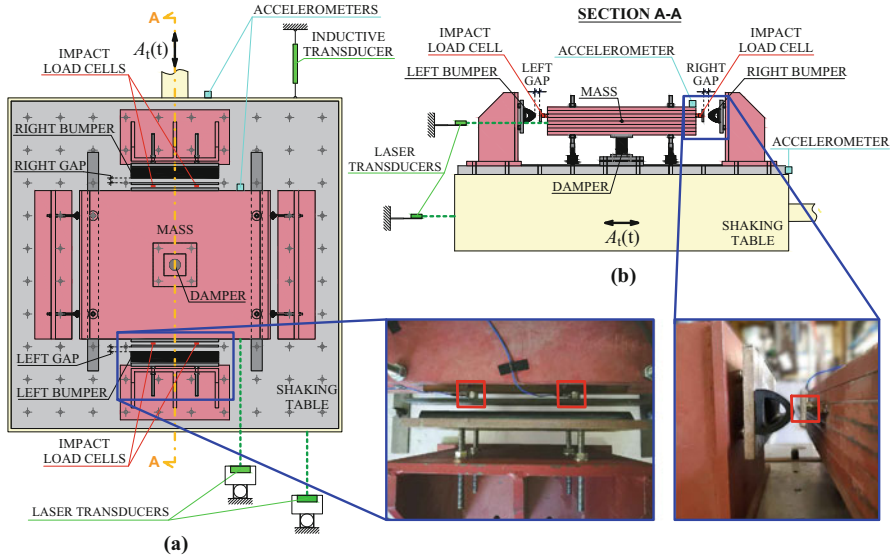 A
ACCELEROMETERS
INDUCTIVE
TRANSDUCER
IMPACT
LOAD CELLS
At(t)
RIGHT BUMPER
RIGHT GAP
MASS
DAMPER
LEFT GAP
LEFT BUMPER
SHAKING
TABLE
IMPACT
LOAD CELLS
A
LASER TRANSDUCERS
(a)
SECTION A-A
IMPACT
LOAD CELL
ACCELEROMETER
IMPACT
LOAD CELL
LEFT BUMPER
LEFT
GAP
RIGHT
GAP
RIGHT BUMPER
MASS
LASER
TRANSDUCERS
DAMPER
ACCELEROMETER
At(t)
SHAKING
TABLE
(b)